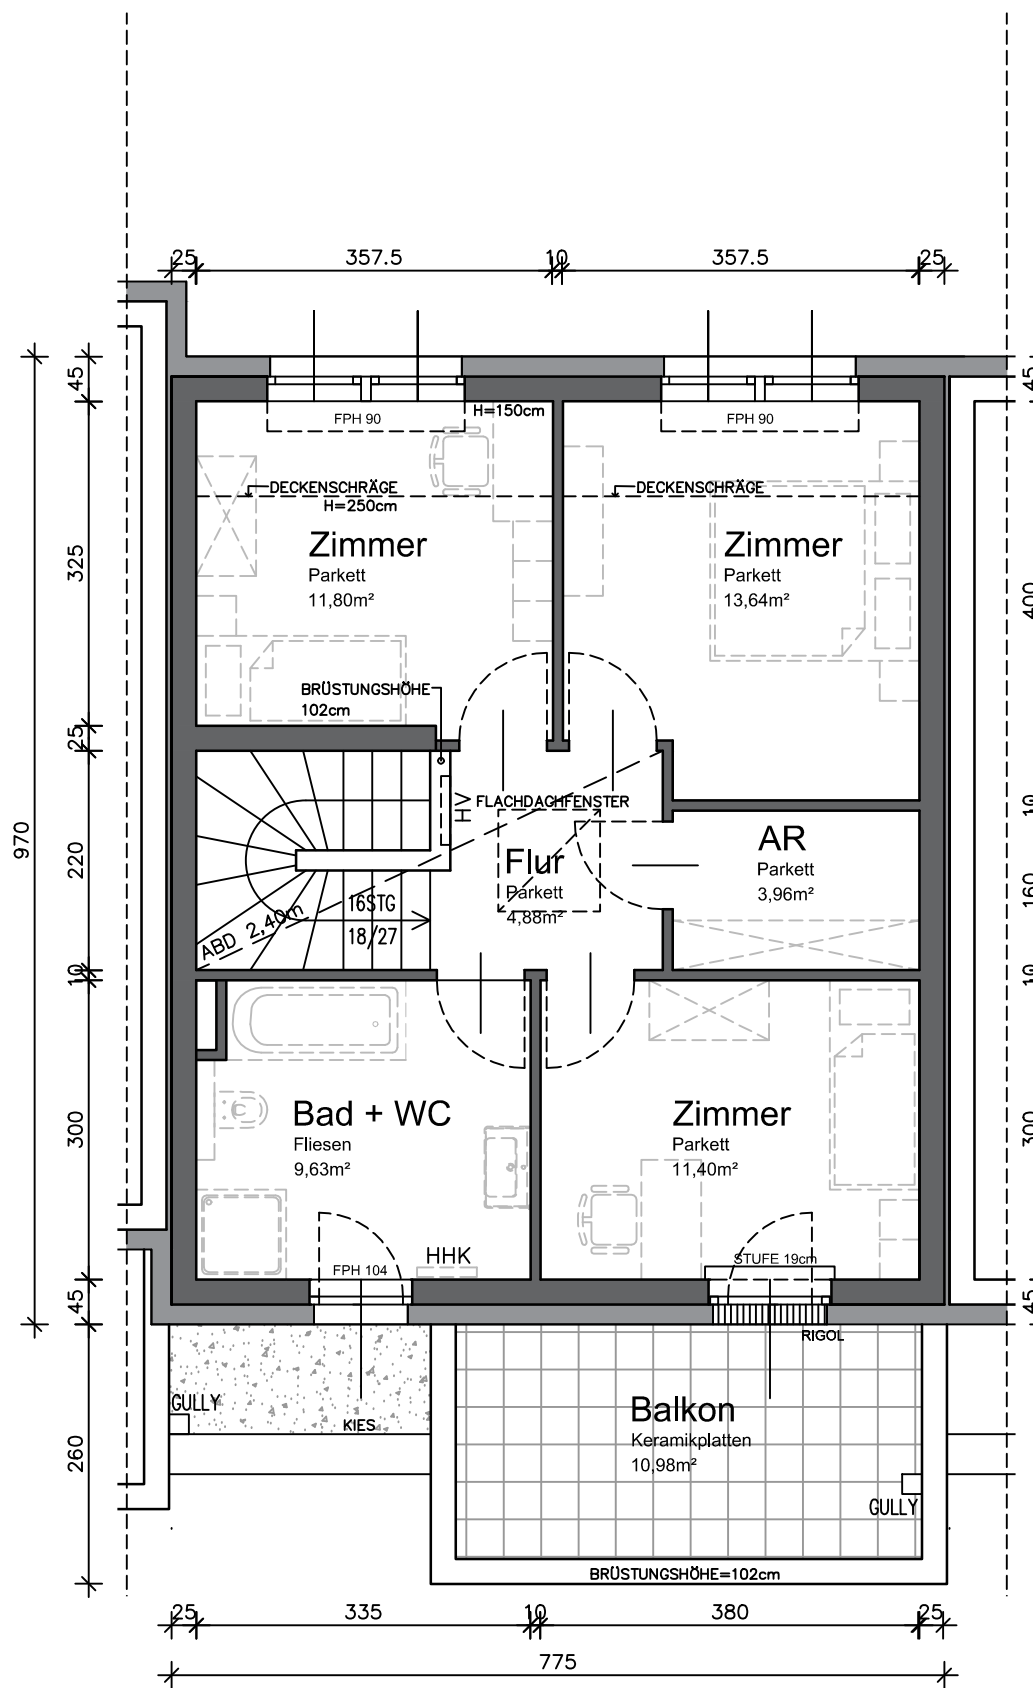 25 357.5 10 357.5 25
45
45
FPH 90
H=150cm
FPH 90
DECKENSCHRÄGE
H=250cm
DECKENSCHRÄGE
Zimmer
Parkett
11,80m²
Zimmer
Parkett
13,64m²
325
400
BRÜSTUNGSHÖHE
102cm
25
970
HV
FLACHDACHFENSTER
10
220
Flur
Parkett
4,88m²
AR
Parkett
3,96m²
160
16STG
18/27
ABD 2,40m
10
10
Bad + WC
Fliesen
9,63m²
Zimmer
Parkett
11,40m²
300
300
HHK
FPH 104
STUFE 19cm
45
45
RIGOL
GULLY
KIES
Balkon
Keramikplatten
10,98m²
260
GULLY
BRÜSTUNGSHÖHE=102cm
25 335 10 380 25
775